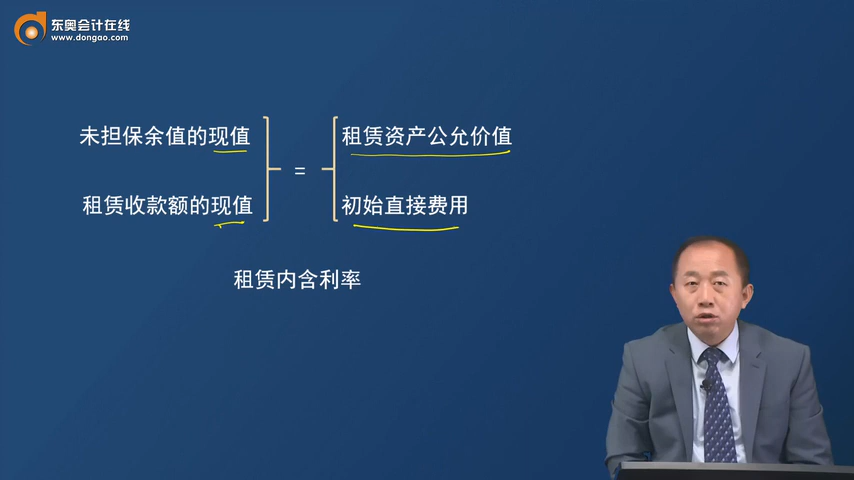 东奥会计在线
www.dongao.com
未担保余值的现值
租赁资产公允价值
=
租赁收款额的现值
初始直接费用
租赁内含利率